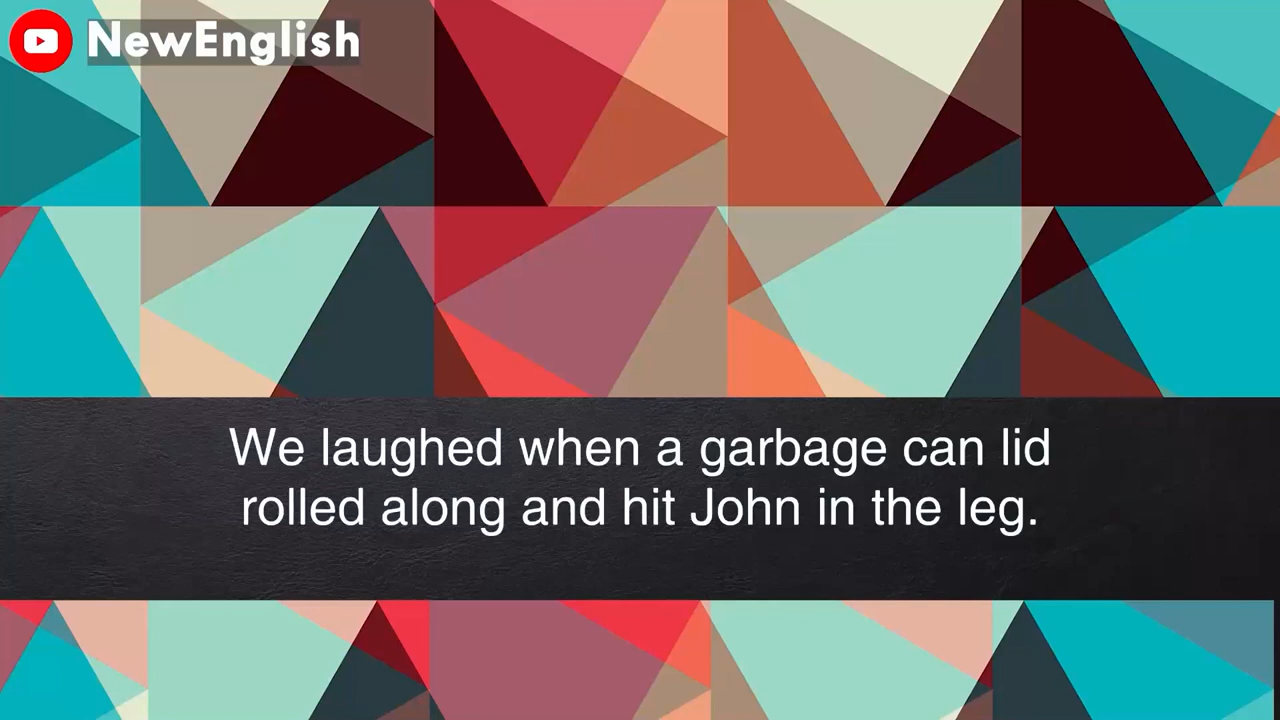 NewEnglish
We laughed when a garbage can lid
rolled along and hit John in the leg.